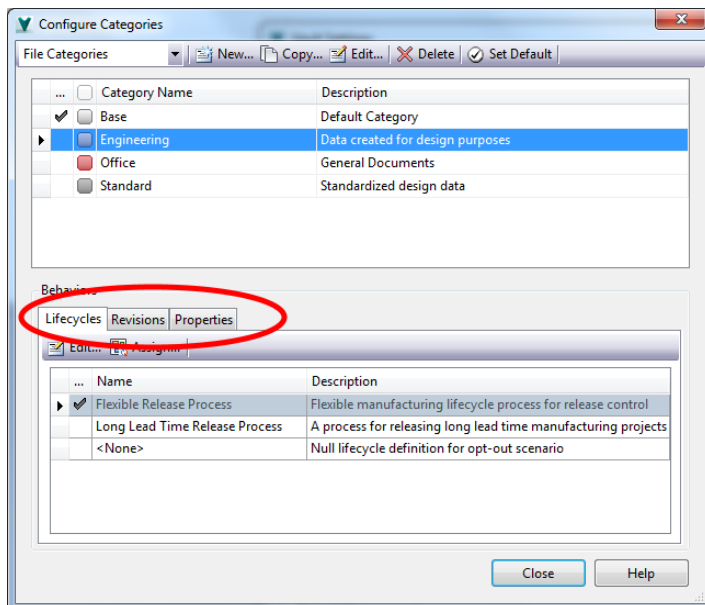 Configure Categories
File Categories New... Copy... Edit... Delete Set Default
... Category Name Description
Base Default Category
Engineering Data created for design purposes
Office General Documents
Standard Standardized design data
Behaviors
Lifecycles Revisions Properties
Edit... Assign...
... Name Description
Flexible Release Process Flexible manufacturing lifecycle process for release control
Long Lead Time Release Process A process for releasing long lead time manufacturing projects
<None> Null lifecycle definition for opt-out scenario
Close Help